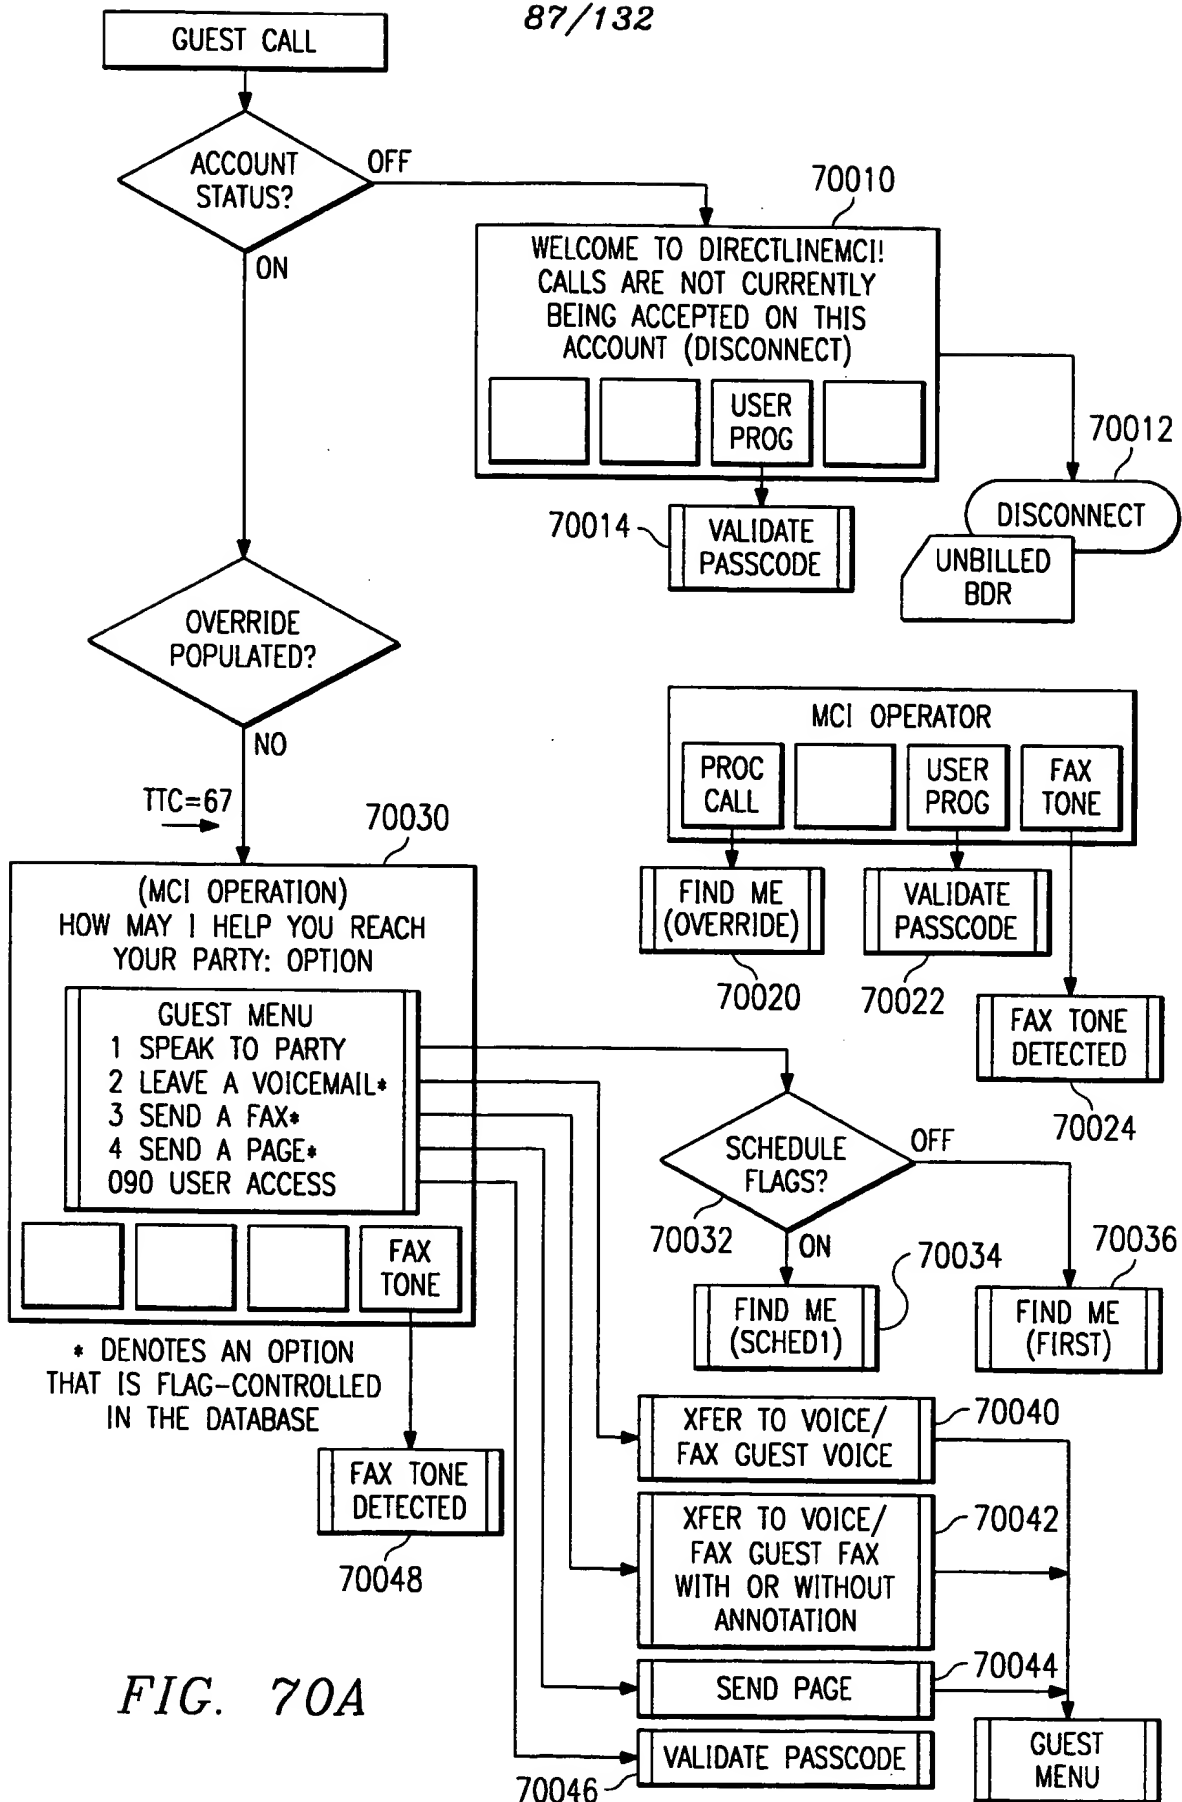 87/132
GUEST CALL
ACCOUNT
STATUS?
OFF
ON
70010
WELCOME TO DIRECTLINEMCI!
CALLS ARE NOT CURRENTLY
BEING ACCEPTED ON THIS
ACCOUNT (DISCONNECT)
USER
PROG
70012
DISCONNECT
UNBILLED
BDR
70014
VALIDATE
PASSCODE
OVERRIDE
POPULATED?
NO
TTC=67
70030
MCI OPERATOR
PROC
CALL
USER
PROG
FAX
TONE
FIND ME
(OVERRIDE)
70020
VALIDATE
PASSCODE
70022
FAX TONE
DETECTED
70024
(MCI OPERATION)
HOW MAY I HELP YOU REACH
YOUR PARTY: OPTION
GUEST MENU
1 SPEAK TO PARTY
2 LEAVE A VOICEMAIL*
3 SEND A FAX*
4 SEND A PAGE*
090 USER ACCESS
FAX
TONE
* DENOTES AN OPTION
THAT IS FLAG-CONTROLLED
IN THE DATABASE
FAX TONE
DETECTED
70048
SCHEDULE
FLAGS?
OFF
70032
ON
70034
FIND ME
(SCHED1)
70036
FIND ME
(FIRST)
XFER TO VOICE/
FAX GUEST VOICE
70040
XFER TO VOICE/
FAX GUEST FAX
WITH OR WITHOUT
ANNOTATION
70042
SEND PAGE
70044
VALIDATE PASSCODE
70046
GUEST
MENU
FIG. 70A